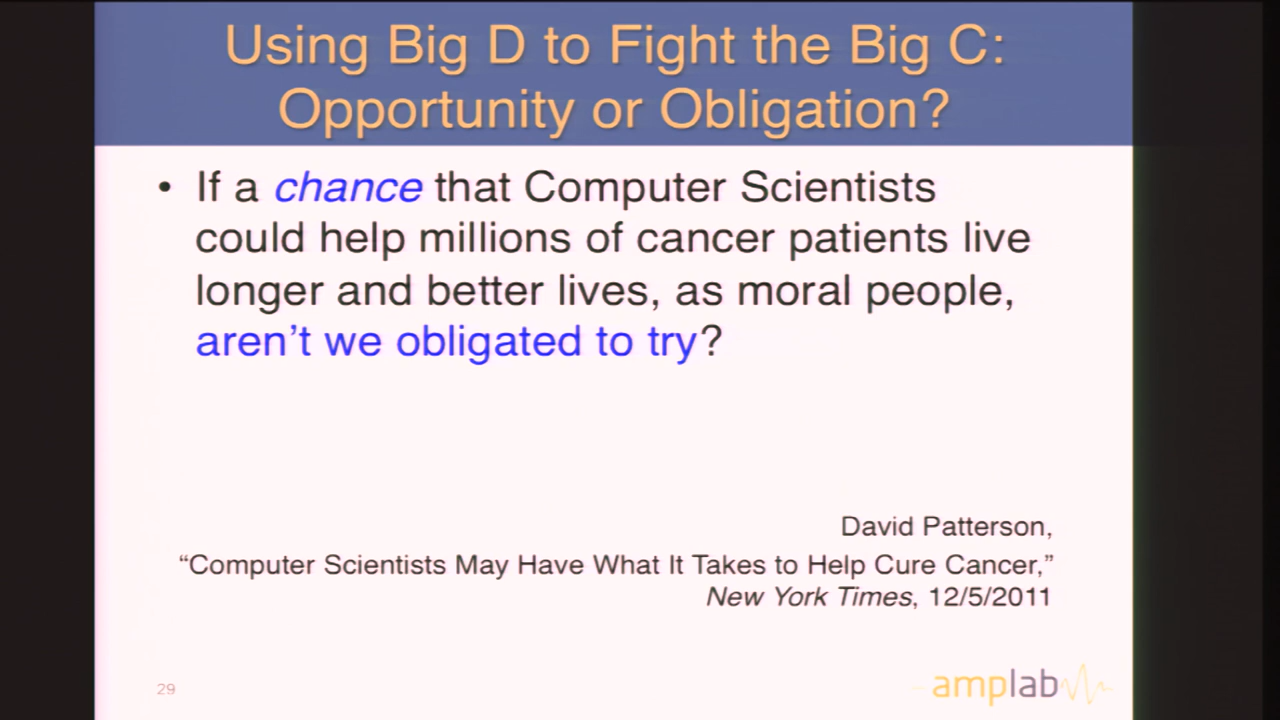 Using Big D to Fight the Big C:
Opportunity or Obligation?
• If a chance that Computer Scientists
could help millions of cancer patients live
longer and better lives, as moral people,
aren’t we obligated to try?
David Patterson,
“Computer Scientists May Have What It Takes to Help Cure Cancer,”
New York Times, 12/5/2011
29
amplab